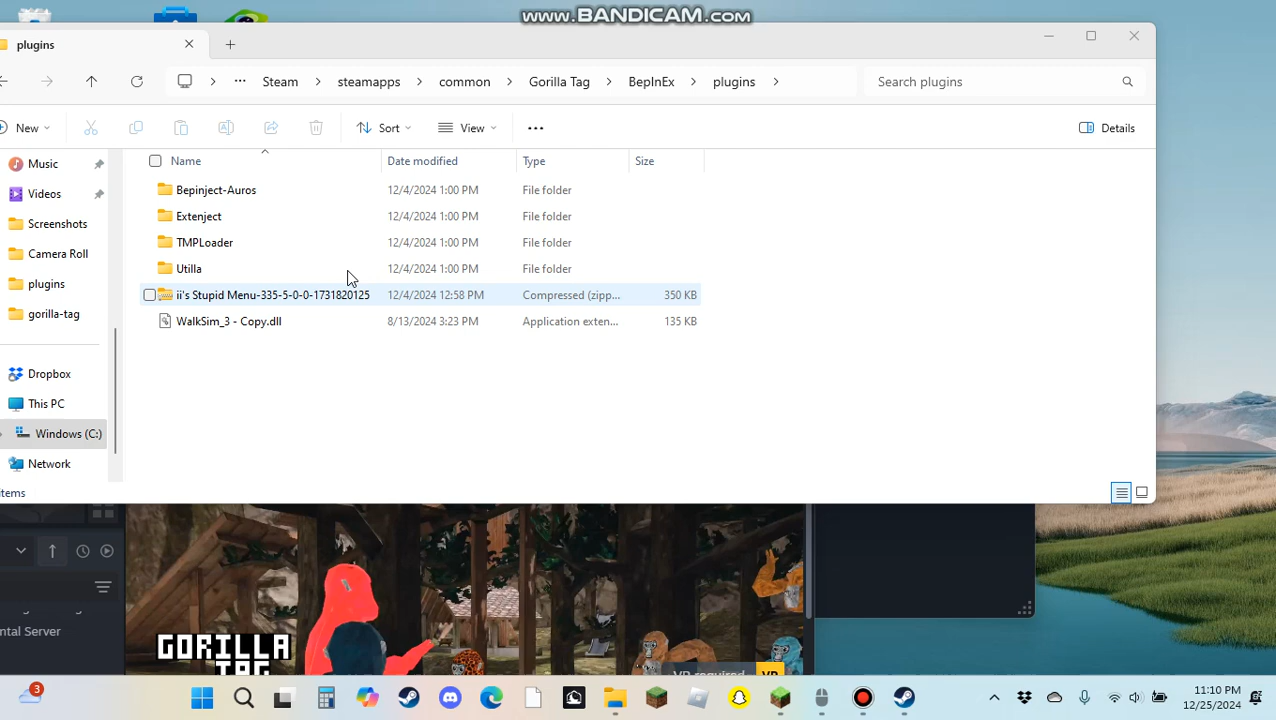 www.BANDICAM.com
plugins
Steam steamapps common Gorilla Tag BepInEx plugins Search plugins
New Sort View Details
Name Date modified Type Size
Music
Videos
Screenshots
Camera Roll
plugins
gorilla-tag
Dropbox
This PC
Windows (C:)
Network
Bepinject-Auros 12/4/2024 1:00 PM File folder
Extenject 12/4/2024 1:00 PM File folder
TMPLoader 12/4/2024 1:00 PM File folder
Utilla 12/4/2024 1:00 PM File folder
ii's Stupid Menu-335-5-0-0-1731820125 12/4/2024 12:58 PM Compressed (zipp... 350 KB
WalkSim_3 - Copy.dll 8/13/2024 3:23 PM Application exten... 135 KB
items
ntal Server
GORILLA
TAG
VR required VR
3
11:10 PM
12/25/2024